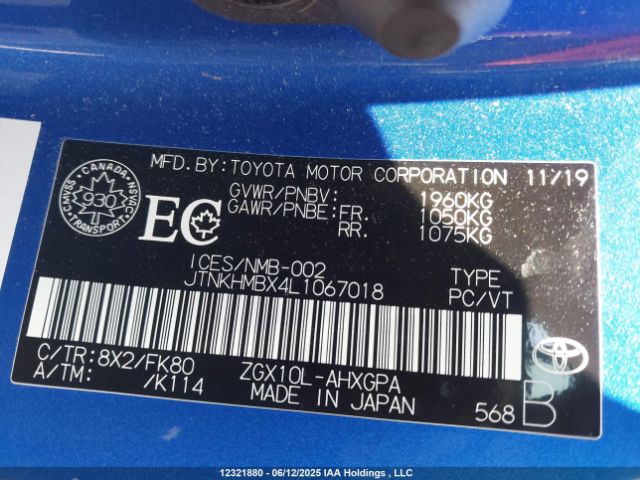 MFD. BY: TOYOTA MOTOR CORPORATION 11/19
GVWR/PNBV: 1960KG
GAWR/PNBE: FR. 1050KG
RR. 1075KG
CANADA
930
TRANSPORT
CMVSS NSVAC
EC
ICES/NMB-002 TYPE
JTNKHMBX4L1067018 PC/VT
C/TR: 8X2/FK80 ZGX10L-AHXGPA
A/TM: /K114 MADE IN JAPAN
568 B
12321880 - 06/12/2025 IAA Holdings , LLC